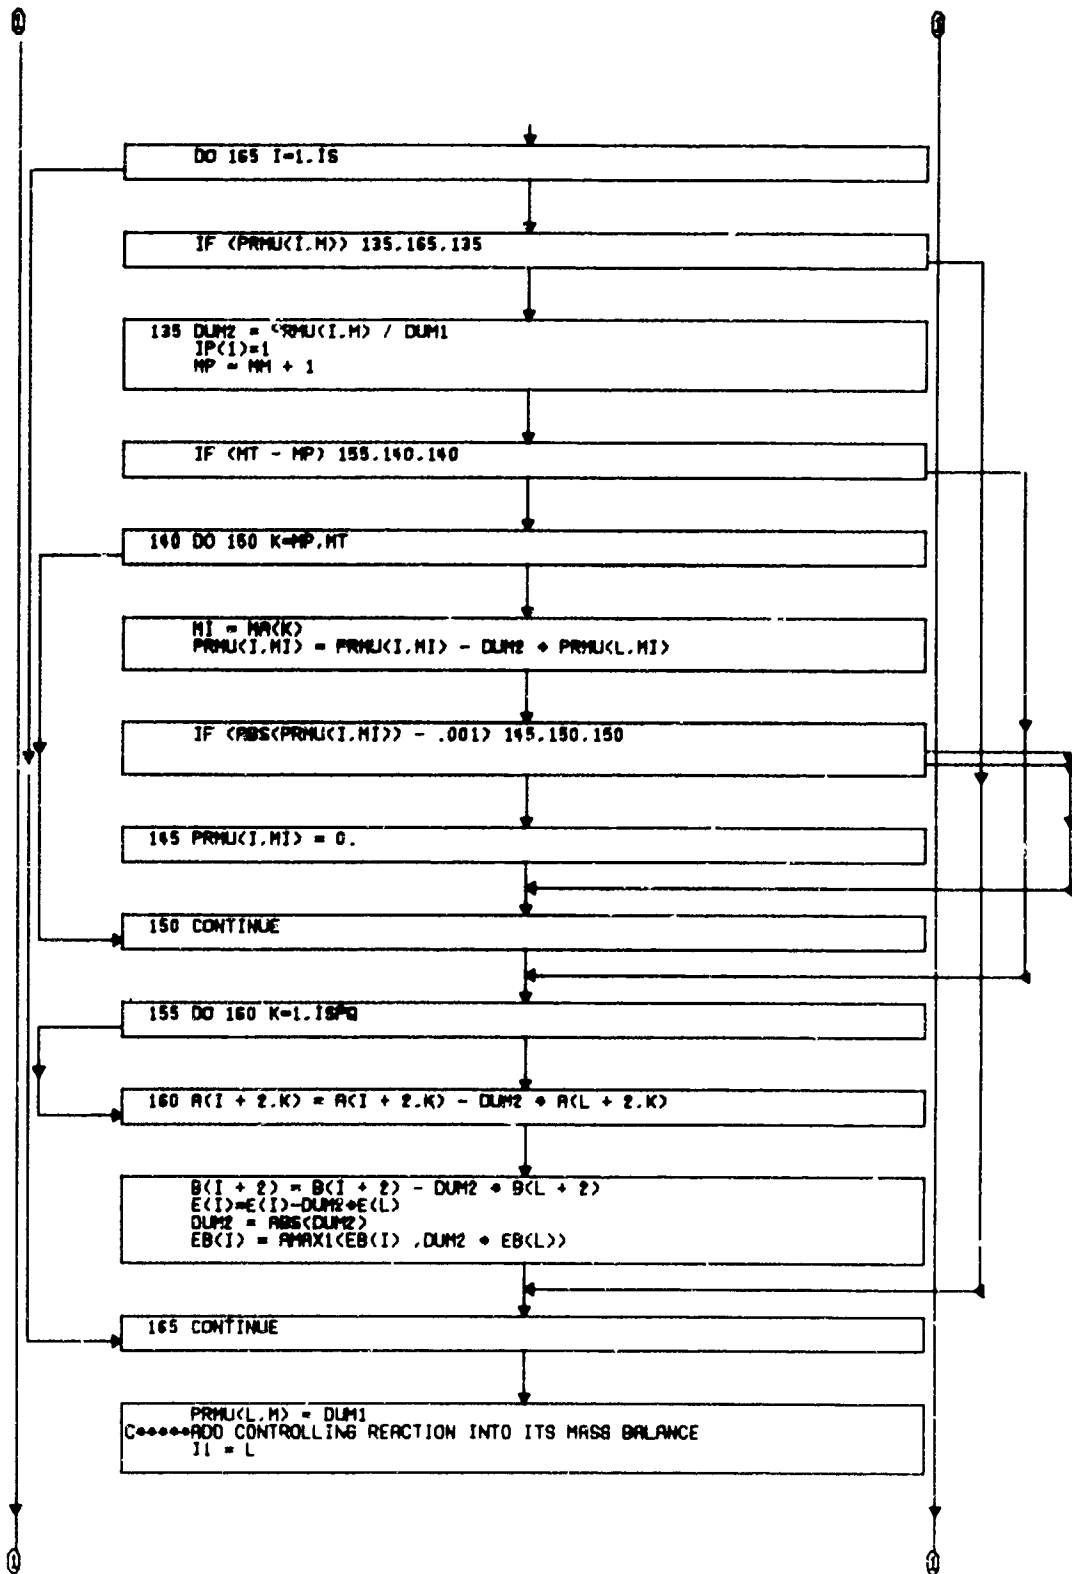 DO 165 I=1.IS
IF (PRMU(I.M)) 135.165.135
135 DUM2 = PRMU(I.M) / DUM1
IP(1)=1
MP = MM + 1
IF (MT - MP) 155.140.140
140 DO 150 K=MP.MT
MI = MA(K)
PRMU(I.MI) = PRMU(I.MI) - DUM2 * PRMU(L.MI)
IF (ABS(PRMU(I.MI)) - .001) 145.150.150
145 PRMU(I.MI) = 0.
150 CONTINUE
155 DO 160 K=1.ISPQ
160 A(I + 2.K) = A(I + 2.K) - DUM2 * A(L + 2.K)
B(I + 2) = B(I + 2) - DUM2 * B(L + 2)
E(I)=E(I)-DUM2*E(L)
DUM2 = ABS(DUM2)
EB(I) = AMAX1(EB(I) ,DUM2 * EB(L))
165 CONTINUE
PRMU(L.M) = DUM1
C*****ADD CONTROLLING REACTION INTO ITS MASS BALANCE
I1 = L